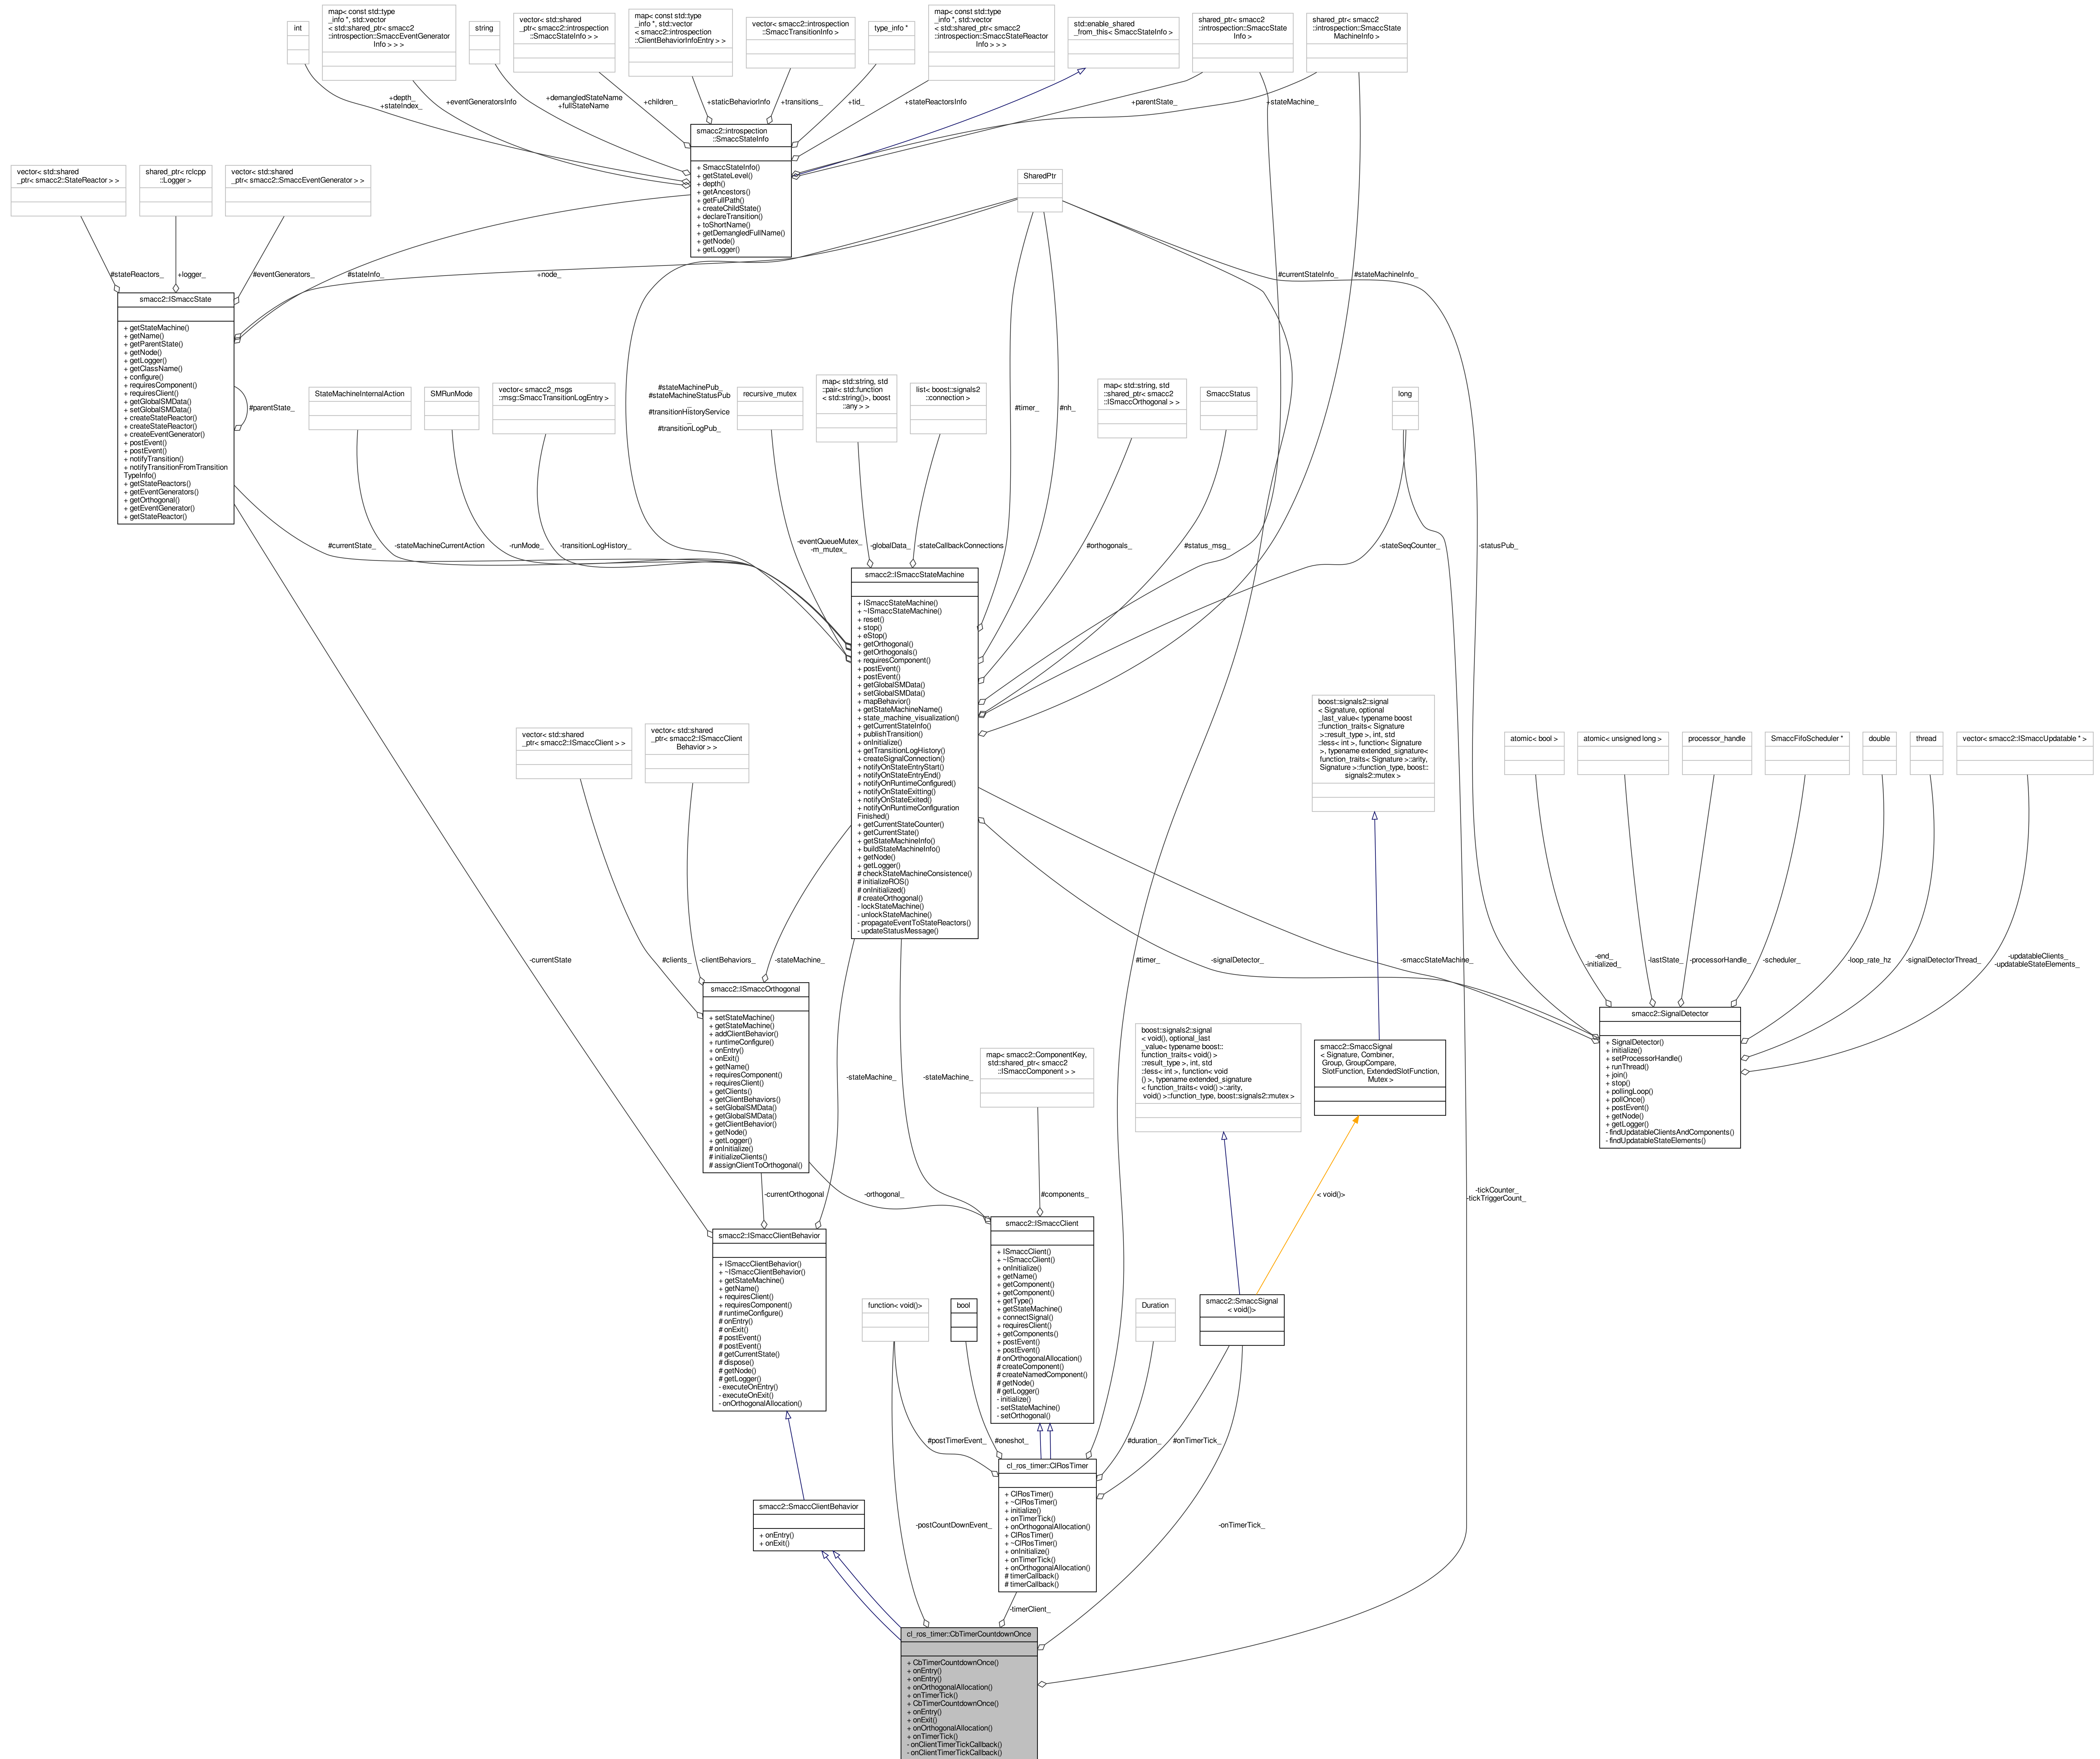 int
map< const std::type
_info *, std::vector
< std::shared_ptr< smacc2
::introspection::SmaccEventGenerator
Info > > >
string
vector< std::shared
_ptr< smacc2::introspection
::SmaccStateInfo > >
map< const std::type
_info *, std::vector
< smacc2::introspection
::ClientBehaviorInfoEntry > >
vector< smacc2::introspection
::SmaccTransitionInfo >
type_info *
map< const std::type
_info *, std::vector
< std::shared_ptr< smacc2
::introspection::SmaccStateReactor
Info > > >
std::enable_shared
_from_this< SmaccStateInfo >
shared_ptr< smacc2
::introspection::SmaccState
Info >
shared_ptr< smacc2
::introspection::SmaccState
MachineInfo >
+depth_
+stateIndex_
+eventGeneratorsInfo
+demangledStateName
+fullStateName
+children_
+staticBehaviorInfo
+transitions_
+tid_
+stateReactorsInfo
+parentState_
+stateMachine_
smacc2::introspection
::SmaccStateInfo
+ SmaccStateInfo()
+ getStateLevel()
+ depth()
+ getAncestors()
+ getFullPath()
+ createChildState()
+ declareTransition()
+ toShortName()
+ getDemangledFullName()
+ getNode()
+ getLogger()
vector< std::shared
_ptr< smacc2::StateReactor > >
shared_ptr< rclcpp
::Logger >
vector< std::shared
_ptr< smacc2::SmaccEventGenerator > >
SharedPtr
#stateReactors_
+logger_
#eventGenerators_
#stateInfo_
+node_
#currentStateInfo_
#stateMachineInfo_
smacc2::ISmaccState
+ getStateMachine()
+ getName()
+ getParentState()
+ getNode()
+ getLogger()
+ getClassName()
+ configure()
+ requiresComponent()
+ requiresClient()
+ getGlobalSMData()
+ setGlobalSMData()
+ createStateReactor()
+ createStateReactor()
+ createEventGenerator()
+ postEvent()
+ postEvent()
+ notifyTransition()
+ notifyTransitionFromTransition
TypeInfo()
+ getStateReactors()
+ getEventGenerators()
+ getOrthogonal()
+ getEventGenerator()
+ getStateReactor()
#parentState_
StateMachineInternalAction
SMRunMode
vector< smacc2_msgs
::msg::SmaccTransitionLogEntry >
#stateMachinePub_
#stateMachineStatusPub
_
#transitionHistoryService
_
#transitionLogPub_
recursive_mutex
map< std::string, std
::pair< std::function
< std::string()>, boost
::any > >
list< boost::signals2
::connection >
#timer_
#nh_
map< std::string, std
::shared_ptr< smacc2
::ISmaccOrthogonal > >
SmaccStatus
long
#currentState_
-stateMachineCurrentAction
-runMode_
-transitionLogHistory_
-eventQueueMutex_
-m_mutex_
-globalData_
-stateCallbackConnections
#orthogonals_
#status_msg_
-stateSeqCounter_
-statusPub_
smacc2::ISmaccStateMachine
+ ISmaccStateMachine()
+ ~ISmaccStateMachine()
+ reset()
+ stop()
+ eStop()
+ getOrthogonal()
+ getOrthogonals()
+ requiresComponent()
+ postEvent()
+ postEvent()
+ getGlobalSMData()
+ setGlobalSMData()
+ mapBehavior()
+ getStateMachineName()
+ state_machine_visualization()
+ getCurrentStateInfo()
+ publishTransition()
+ onInitialize()
+ getTransitionLogHistory()
+ createSignalConnection()
+ notifyOnStateEntryStart()
+ notifyOnStateEntryEnd()
+ notifyOnRuntimeConfigured()
+ notifyOnStateExitting()
+ notifyOnStateExited()
+ notifyOnRuntimeConfiguration
Finished()
+ getCurrentStateCounter()
+ getCurrentState()
+ getStateMachineInfo()
+ buildStateMachineInfo()
+ getNode()
+ getLogger()
# checkStateMachineConsistence()
# initializeROS()
# onInitialized()
# createOrthogonal()
- lockStateMachine()
- unlockStateMachine()
- propagateEventToStateReactors()
- updateStatusMessage()
vector< std::shared
_ptr< smacc2::ISmaccClient > >
vector< std::shared
_ptr< smacc2::ISmaccClient
Behavior > >
boost::signals2::signal
< Signature, optional
_last_value< typename boost
::function_traits< Signature
>::result_type >, int, std
::less< int >, function< Signature
>, typename extended_signature<
function_traits< Signature >::arity,
Signature >::function_type, boost::
signals2::mutex >
atomic< bool >
atomic< unsigned long >
processor_handle
SmaccFifoScheduler *
double
thread
vector< smacc2::ISmaccUpdatable * >
-currentState
#clients_
-clientBehaviors_
-stateMachine_
#timer_
-signalDetector_
-smaccStateMachine_
-end_
-initialized_
-lastState_
-processorHandle_
-scheduler_
-loop_rate_hz
-signalDetectorThread_
-updatableClients_
-updatableStateElements_
smacc2::ISmaccOrthogonal
+ setStateMachine()
+ getStateMachine()
+ addClientBehavior()
+ runtimeConfigure()
+ onEntry()
+ onExit()
+ getName()
+ requiresComponent()
+ requiresClient()
+ getClients()
+ getClientBehaviors()
+ setGlobalSMData()
+ getGlobalSMData()
+ getClientBehavior()
+ getNode()
+ getLogger()
# onInitialize()
# initializeClients()
# assignClientToOrthogonal()
smacc2::SignalDetector
+ SignalDetector()
+ initialize()
+ setProcessorHandle()
+ runThread()
+ join()
+ stop()
+ pollingLoop()
+ pollOnce()
+ postEvent()
+ getNode()
+ getLogger()
- findUpdatableClientsAndComponents()
- findUpdatableStateElements()
-stateMachine_
-stateMachine_
map< smacc2::ComponentKey,
std::shared_ptr< smacc2
::ISmaccComponent > >
boost::signals2::signal
< void(), optional_last
_value< typename boost::
function_traits< void() >
::result_type >, int, std
::less< int >, function< void
() >, typename extended_signature
< function_traits< void() >::arity,
void() >::function_type, boost::signals2::mutex >
smacc2::SmaccSignal
< Signature, Combiner,
Group, GroupCompare,
SlotFunction, ExtendedSlotFunction,
Mutex >
-currentOrthogonal
-orthogonal_
#components_
< void()>
-tickCounter_
-tickTriggerCount_
smacc2::ISmaccClientBehavior
+ ISmaccClientBehavior()
+ ~ISmaccClientBehavior()
+ getStateMachine()
+ getName()
+ requiresClient()
+ requiresComponent()
# runtimeConfigure()
# onEntry()
# onExit()
# postEvent()
# postEvent()
# getCurrentState()
# dispose()
# getNode()
# getLogger()
- executeOnEntry()
- executeOnExit()
- onOrthogonalAllocation()
smacc2::ISmaccClient
+ ISmaccClient()
+ ~ISmaccClient()
+ onInitialize()
+ getName()
+ getComponent()
+ getComponent()
+ getType()
+ getStateMachine()
+ connectSignal()
+ requiresClient()
+ getComponents()
+ postEvent()
+ postEvent()
# onOrthogonalAllocation()
# createComponent()
# createNamedComponent()
# getNode()
# getLogger()
- initialize()
- setStateMachine()
- setOrthogonal()
function< void()>
bool
Duration
smacc2::SmaccSignal
< void()>
#postTimerEvent_
#oneshot_
#duration_
#onTimerTick_
cl_ros_timer::ClRosTimer
+ ClRosTimer()
+ ~ClRosTimer()
+ initialize()
+ onTimerTick()
+ onOrthogonalAllocation()
+ ClRosTimer()
+ ~ClRosTimer()
+ onInitialize()
+ onTimerTick()
+ onOrthogonalAllocation()
# timerCallback()
# timerCallback()
smacc2::SmaccClientBehavior
+ onEntry()
+ onExit()
-postCountDownEvent_
-onTimerTick_
-timerClient_
cl_ros_timer::CbTimerCountdownOnce
+ CbTimerCountdownOnce()
+ onEntry()
+ onEntry()
+ onOrthogonalAllocation()
+ onTimerTick()
+ CbTimerCountdownOnce()
+ onEntry()
+ onExit()
+ onOrthogonalAllocation()
+ onTimerTick()
- onClientTimerTickCallback()
- onClientTimerTickCallback()